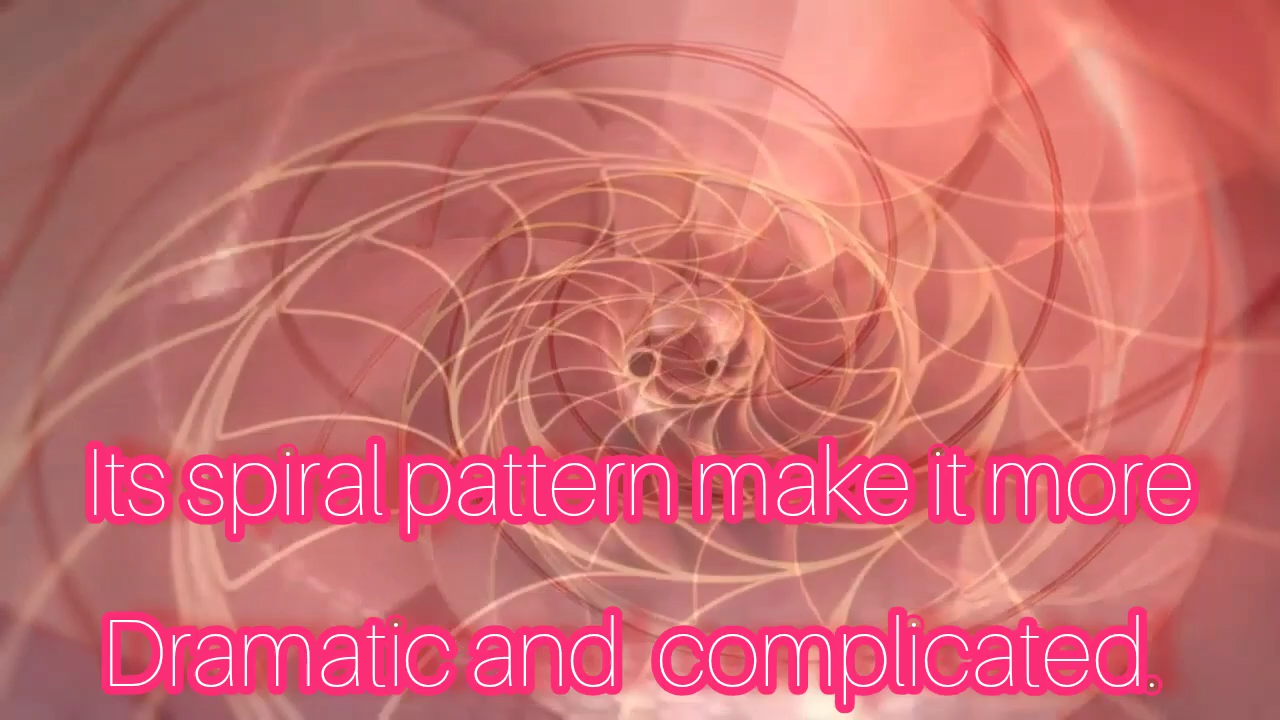 Its spiral pattern make it more
Dramatic and complicated.